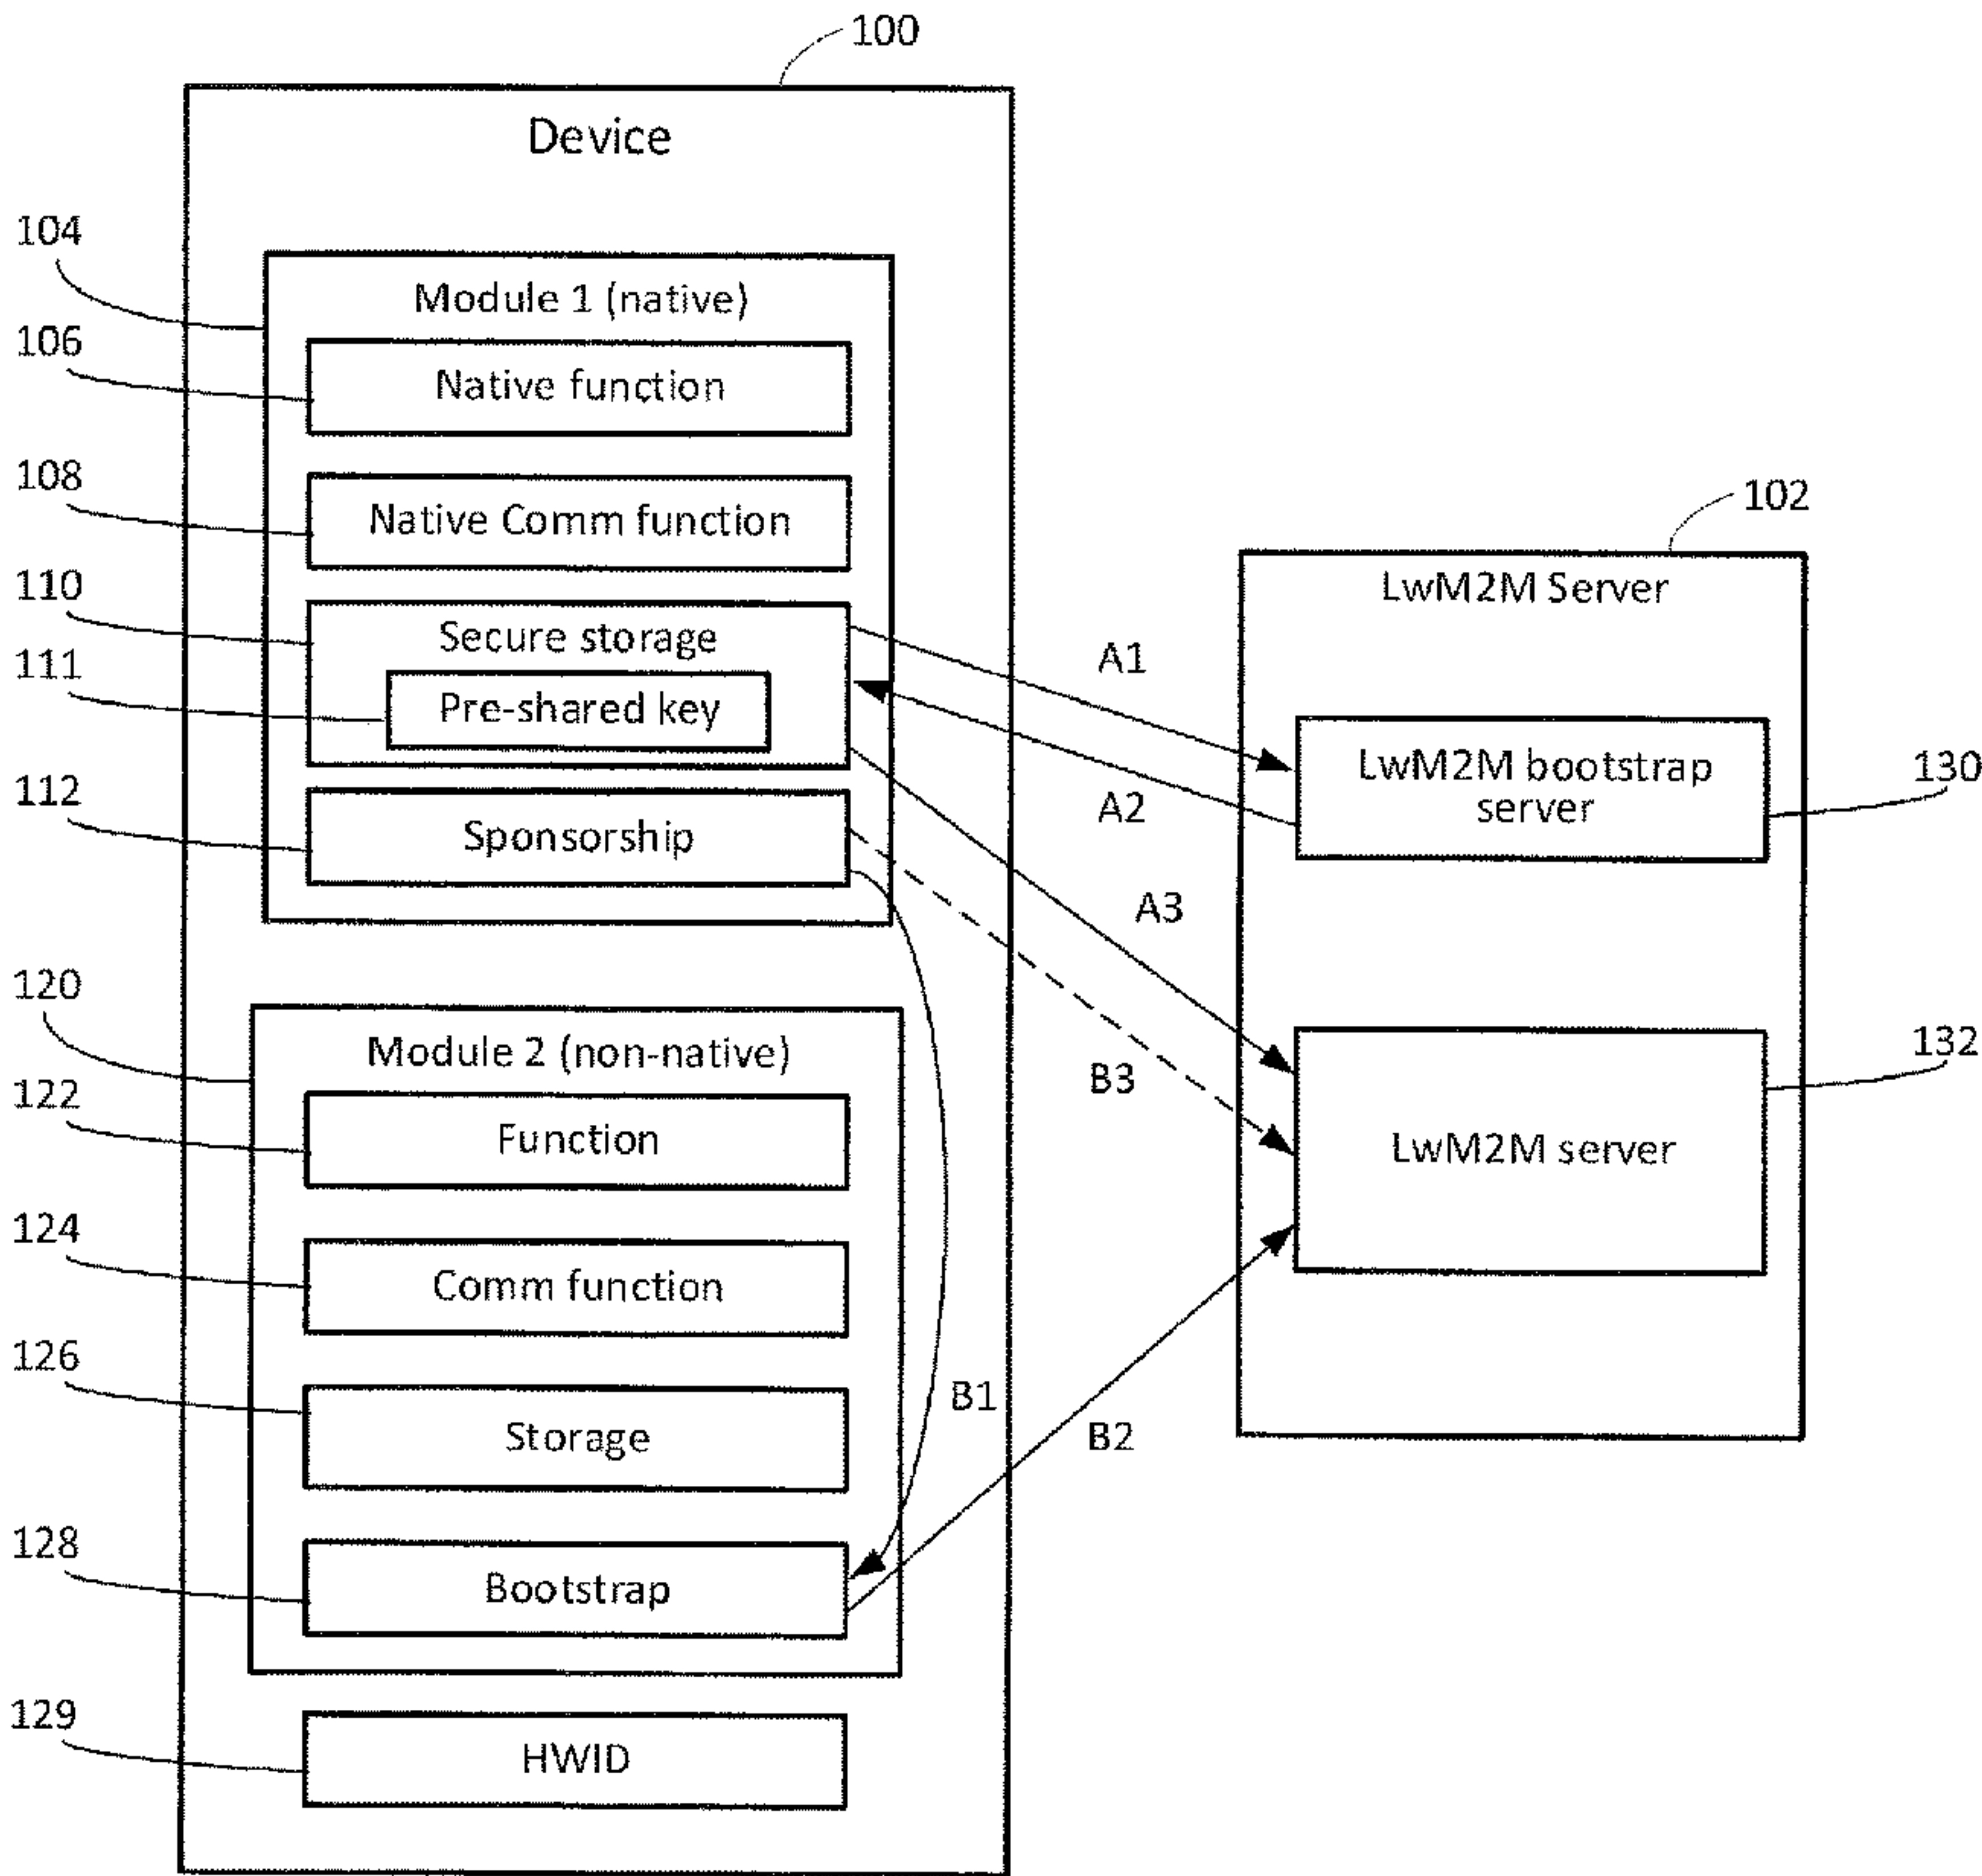 100
Device
104
Module 1 (native)
106
Native function
108
Native Comm function
110
Secure storage
111
Pre-shared key
112
Sponsorship
120
Module 2 (non-native)
122
Function
124
Comm function
126
Storage
128
Bootstrap
129
HWID
A1
A2
A3
B3
B1
B2
102
LwM2M Server
LwM2M bootstrap
server
130
LwM2M server
132